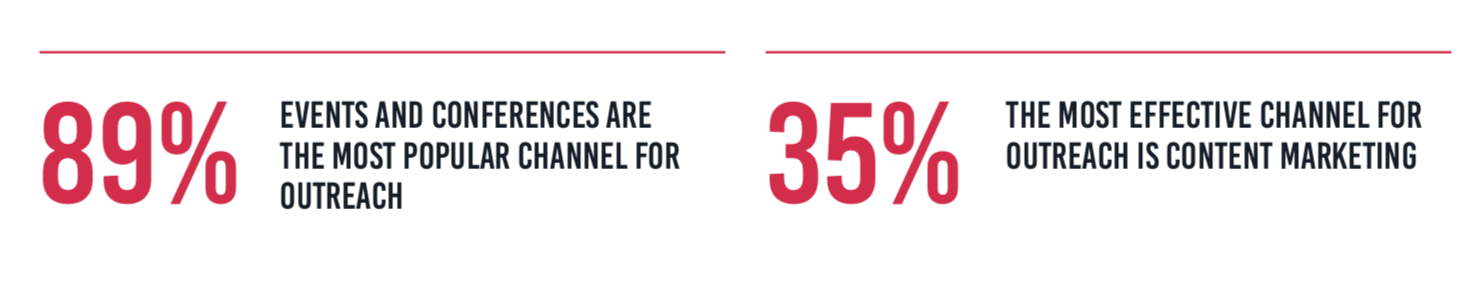 89%
EVENTS AND CONFERENCES ARE
THE MOST POPULAR CHANNEL FOR
OUTREACH
35%
THE MOST EFFECTIVE CHANNEL FOR
OUTREACH IS CONTENT MARKETING